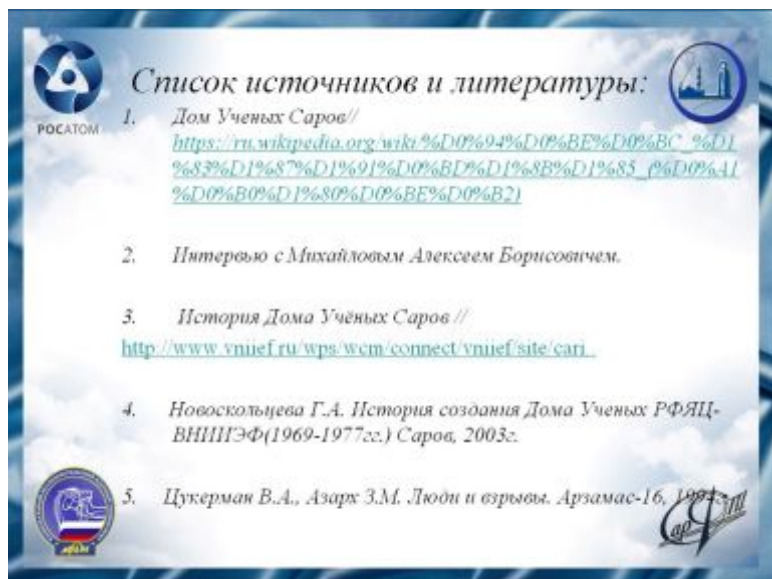 Список источников и литературы:
РОСАТОМ
1. Дом Ученых Саров//
https://ru.wikipedia.org/wiki/%D0%94%D0%BE%D0%BC_%D1
%83%D1%87%D1%91%D0%BD%D1%8B%D1%85_(%D0%A1
%D0%B0%D1%80%D0%BE%D0%B2)
2. Интервью с Михайловым Алексеем Борисовичем.
3. История Дома Учёных Саров //
http://www.vniief.ru/wps/wcm/connect/vniief/site/cari..
4. Новоскольцева Г.А. История создания Дома Ученых РФЯЦ-
ВНИИЭФ(1969-1977гг.) Саров, 2003г.
5. Цукерман В.А., Азарх З.М. Люди и взрывы. Арзамас-16,